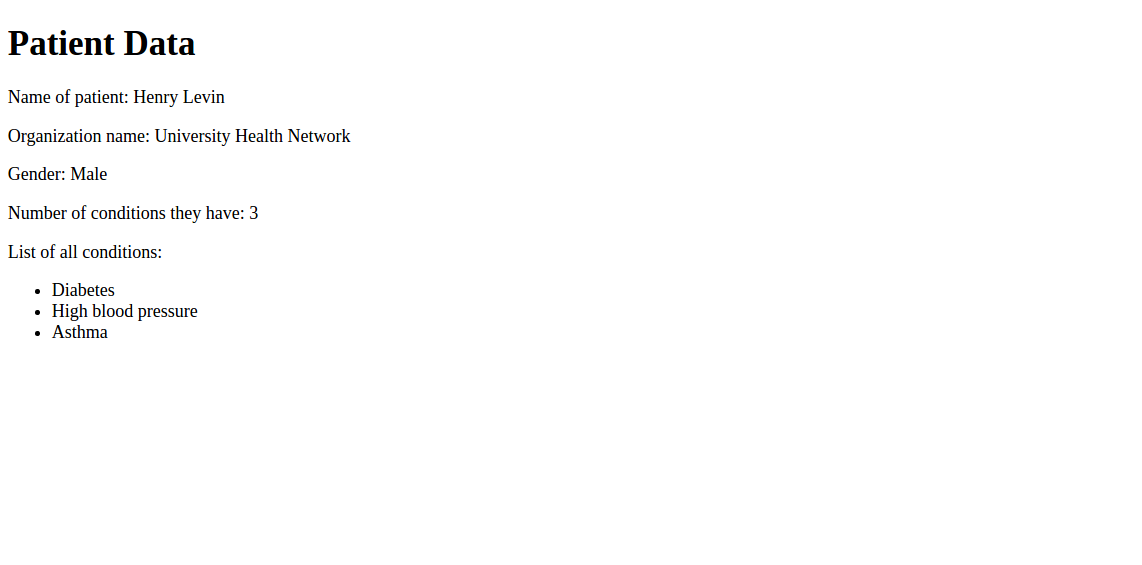 Patient Data
Name of patient: Henry Levin
Organization name: University Health Network
Gender: Male
Number of conditions they have: 3
List of all conditions:
• Diabetes
• High blood pressure
• Asthma